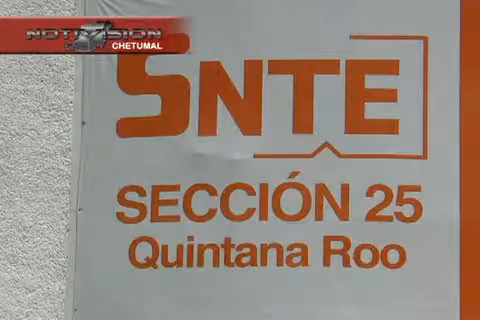 NOTIVISION
CHETUMAL
SNTE
SECCIÓN 25
Quintana Roo